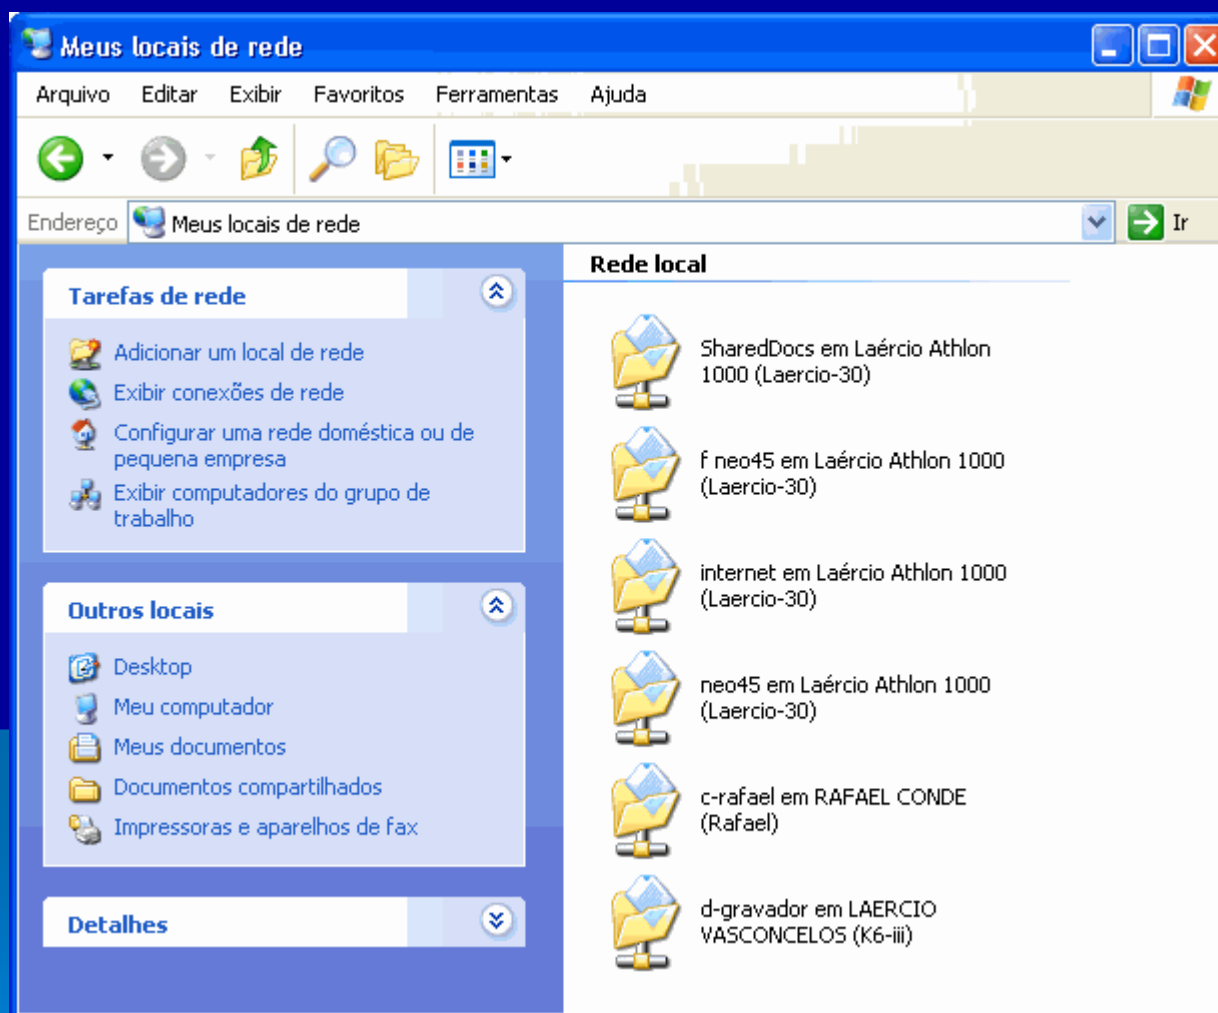 Meus locais de rede
Arquivo Editar Exibir Favoritos Ferramentas Ajuda
Endereço Meus locais de rede Ir
Tarefas de rede
Adicionar um local de rede
Exibir conexões de rede
Configurar uma rede doméstica ou de
pequena empresa
Exibir computadores do grupo de
trabalho
Outros locais
Desktop
Meu computador
Meus documentos
Documentos compartilhados
Impressoras e aparelhos de fax
Detalhes
Rede local
SharedDocs em Laércio Athlon
1000 (Laercio-30)
f neo45 em Laércio Athlon 1000
(Laercio-30)
internet em Laércio Athlon 1000
(Laercio-30)
neo45 em Laércio Athlon 1000
(Laercio-30)
c-rafael em RAFAEL CONDE
(Rafael)
d-gravador em LAERCIO
VASCONCELOS (K6-iii)